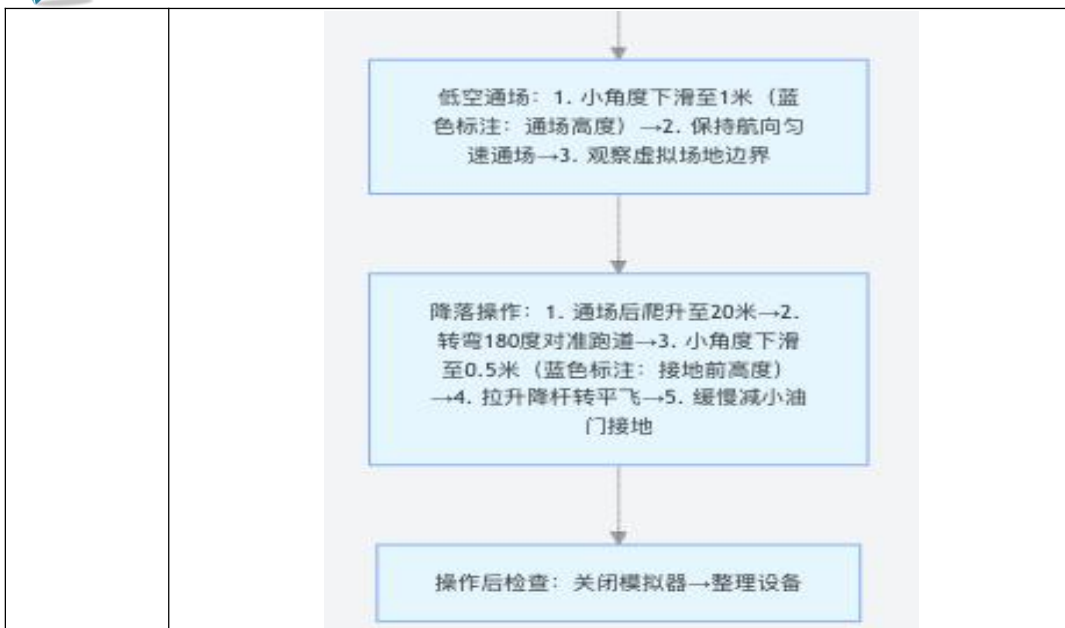 低空通场：1. 小角度下滑至1米（蓝
色标注：通场高度）→2. 保持航向匀
速通场→3. 观察虚拟场地边界
降落操作：1. 通场后爬升至20米→2.
转弯180度对准跑道→3. 小角度下滑
至0.5米（蓝色标注：接地前高度）
→4. 拉升降杆转平飞→5. 缓慢减小油
门接地
操作后检查：关闭模拟器→整理设备